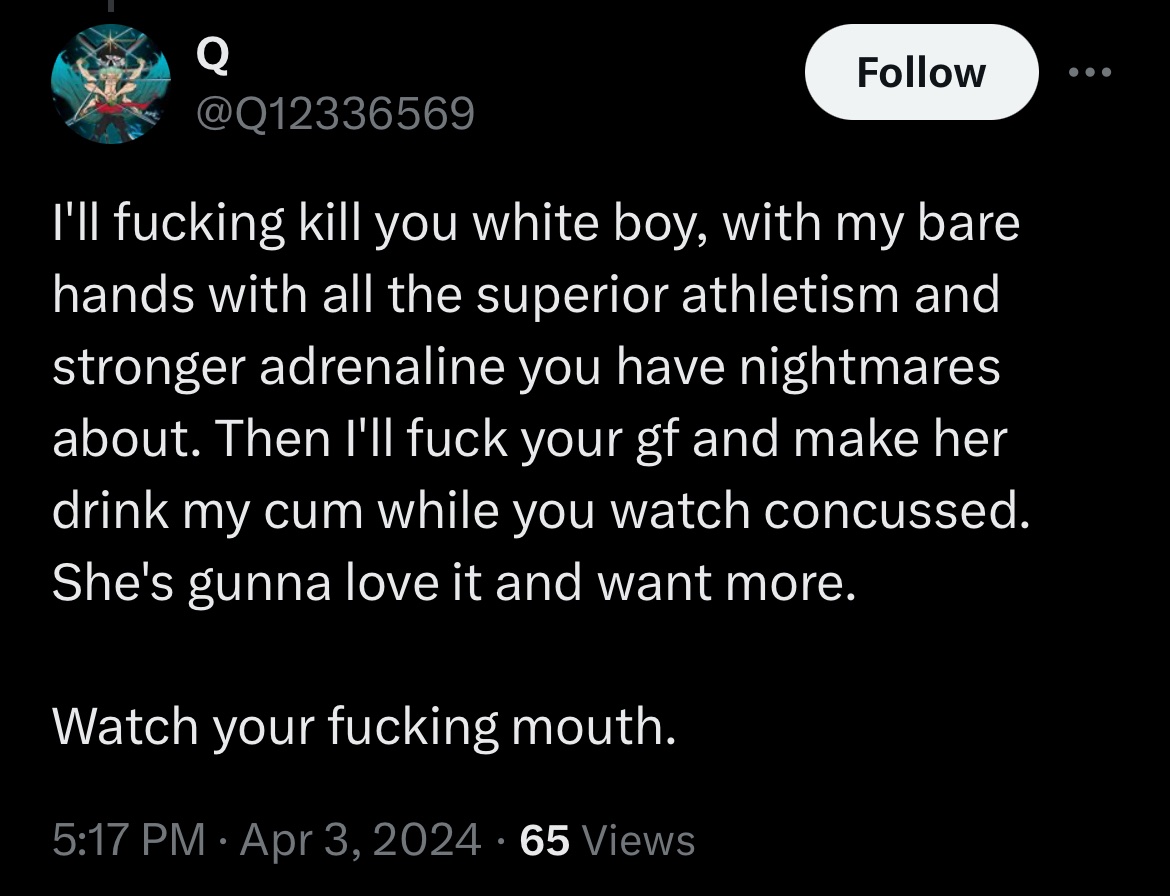 Q
@Q12336569
Follow
I'll fucking kill you white boy, with my bare
hands with all the superior athletism and
stronger adrenaline you have nightmares
about. Then I'll fuck your gf and make her
drink my cum while you watch concussed.
She's gunna love it and want more.
Watch your fucking mouth.
5:17 PM · Apr 3, 2024 · 65 Views